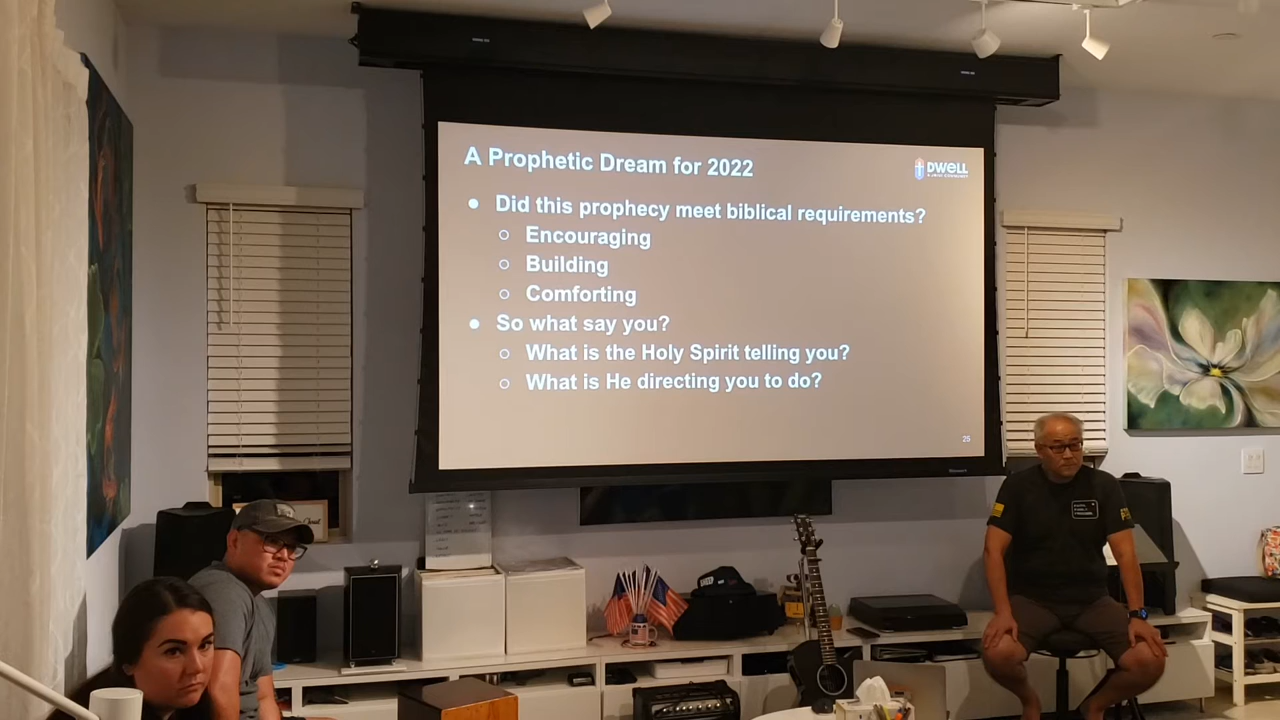 A Prophetic Dream for 2022
DWELL
Did this prophecy meet biblical requirements?
Encouraging
Building
Comforting
So what say you?
What is the Holy Spirit telling you?
What is He directing you to do?
25